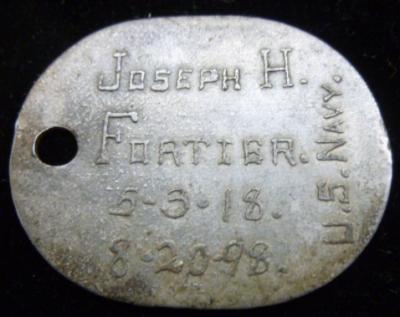 JOSEPH H.
FORTIER.
5-3-18.
8-20-98.
U.S. NAVY.